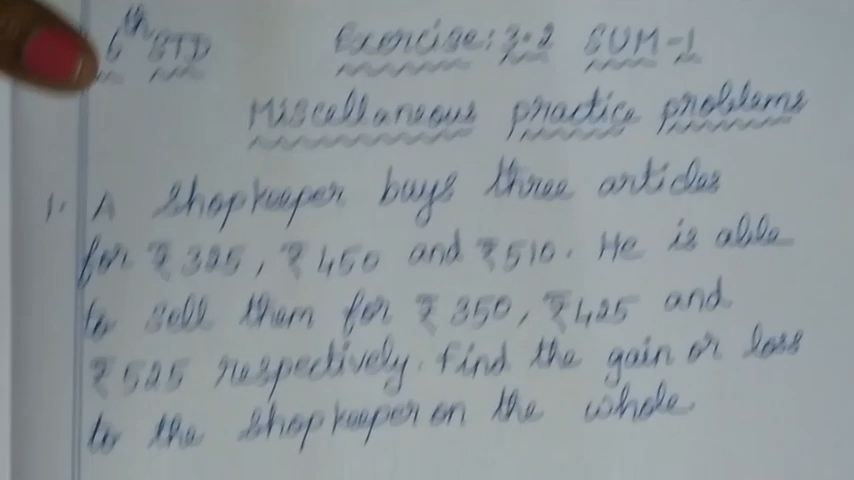 6th STD Exercise: 3.2 SUM-1
Miscellaneous practice problems
1. A shopkeeper buys three articles
for ₹325, ₹450 and ₹510. He is able
to sell them for ₹350, ₹425 and
₹525 respectively. Find the gain or loss
to the shopkeeper on the whole